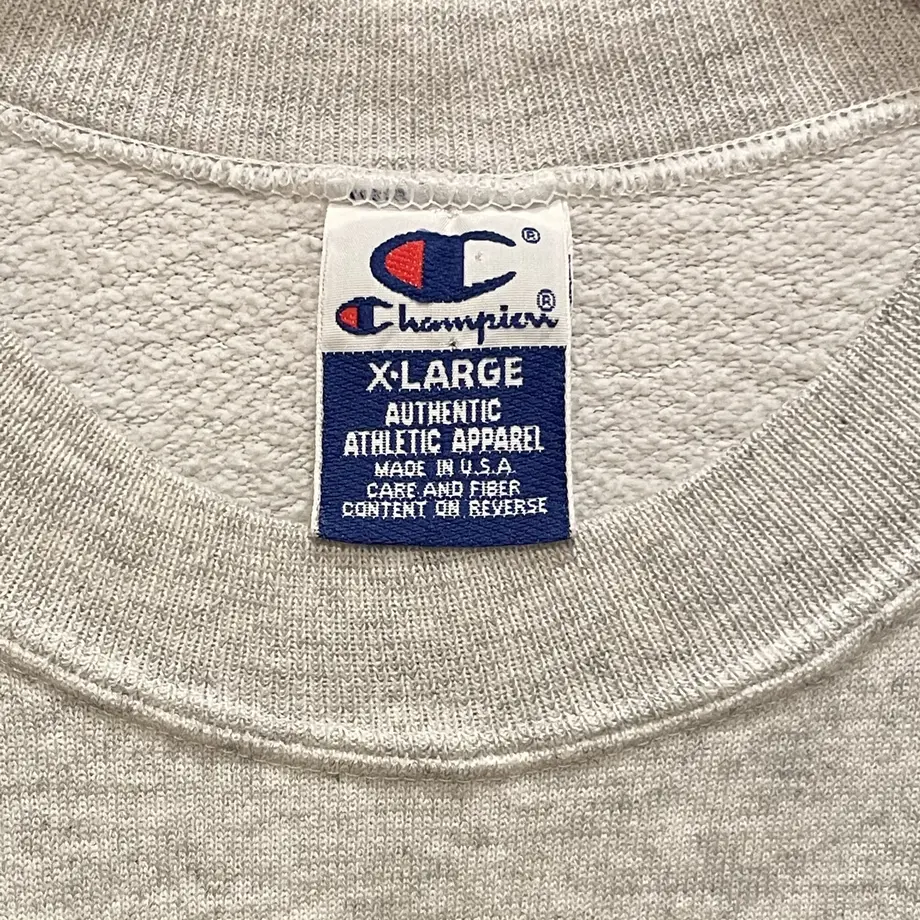 ®
Champion®
X•LARGE
AUTHENTIC
ATHLETIC APPAREL
MADE IN U.S.A.
CARE AND FIBER
CONTENT ON REVERSE